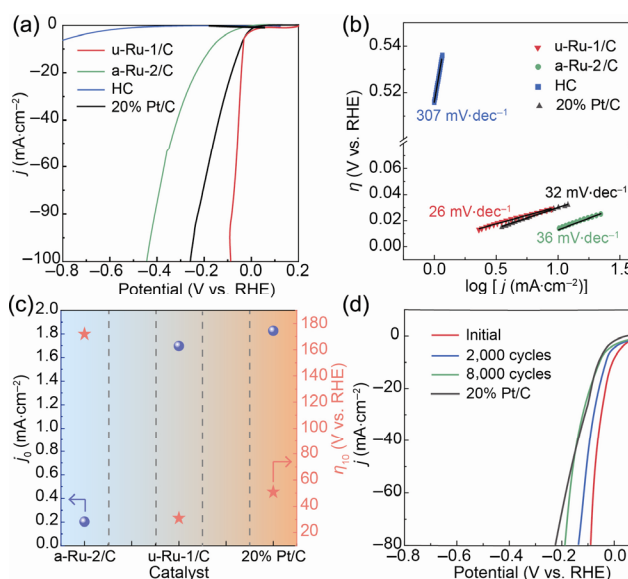 (a)
u-Ru-1/C
a-Ru-2/C
HC
20% Pt/C
j (mA·cm⁻²)
0
−20
−40
−60
−80
−100
−0.8 −0.6 −0.4 −0.2 0.0 0.2
Potential (V vs. RHE)
(b)
u-Ru-1/C
a-Ru-2/C
HC
20% Pt/C
307 mV·dec⁻¹
32 mV·dec⁻¹
26 mV·dec⁻¹
36 mV·dec⁻¹
η (V vs. RHE)
0.54
0.52
0.04
0.02
0.00
0.0 0.5 1.0 1.5
log [ j (mA·cm⁻²)]
(c)
j₀ (mA·cm⁻²)
2.0
1.8
1.6
1.4
1.2
1.0
0.8
0.6
0.4
0.2
0.0
180
160
140
120
100
80
60
40
20
η₁₀ (V vs. RHE)
a-Ru-2/C u-Ru-1/C 20% Pt/C
Catalyst
(d)
Initial
2,000 cycles
8,000 cycles
20% Pt/C
j (mA·cm⁻²)
0
−20
−40
−60
−80
−0.8 −0.6 −0.4 −0.2 0.0
Potential (V vs. RHE)